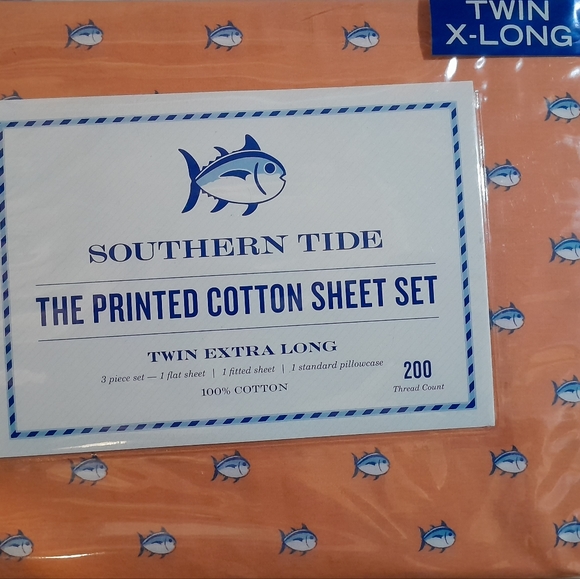 TWIN
X-LONG
SOUTHERN TIDE
THE PRINTED COTTON SHEET SET
TWIN EXTRA LONG
3 piece set — 1 flat sheet | 1 fitted sheet | 1 standard pillowcase
100% COTTON
200
Thread Count